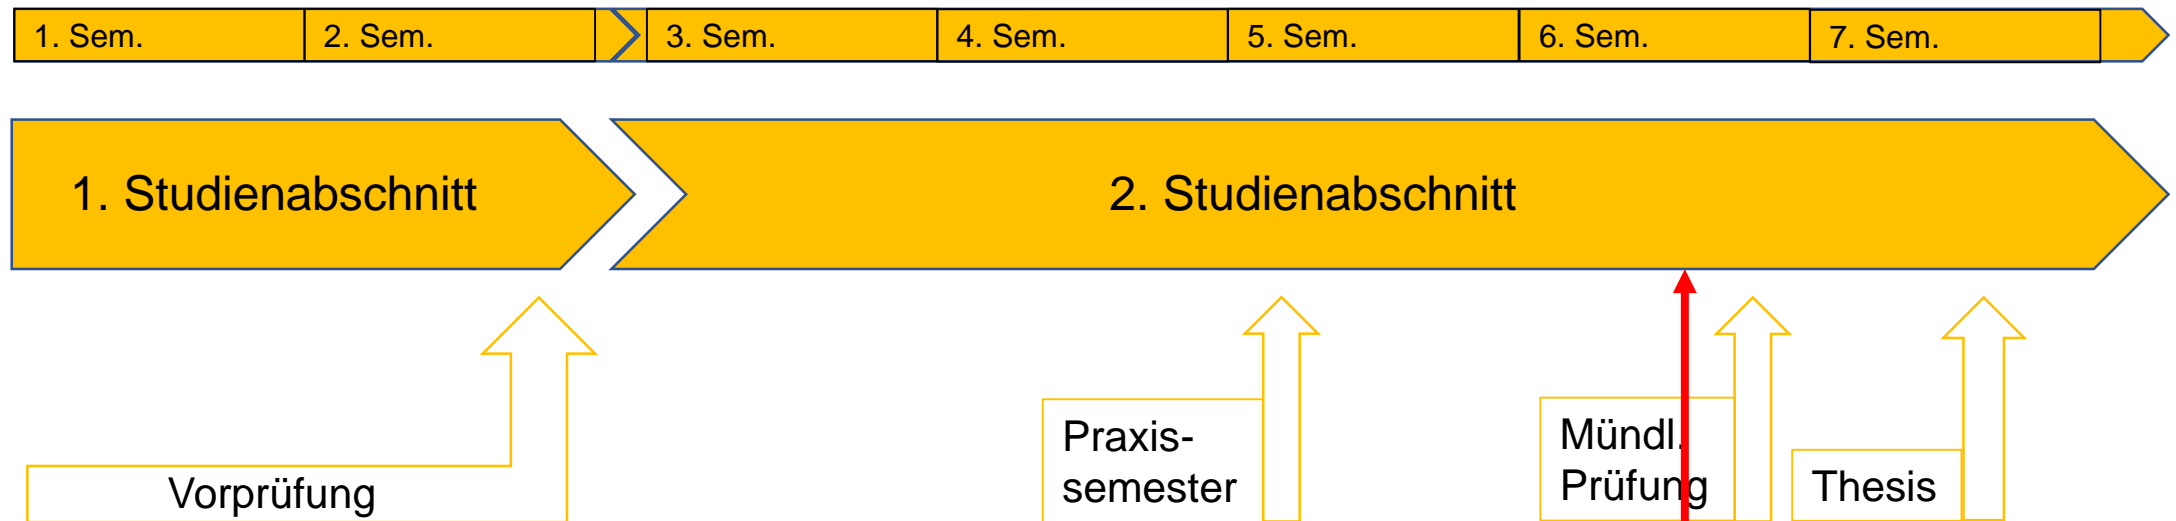 1. Sem.
2. Sem.
3. Sem.
4. Sem.
5. Sem.
6. Sem.
7. Sem.
1. Studienabschnitt
2. Studienabschnitt
Vorprüfung
Praxis-
semester
Mündl.
Prüfung
Thesis